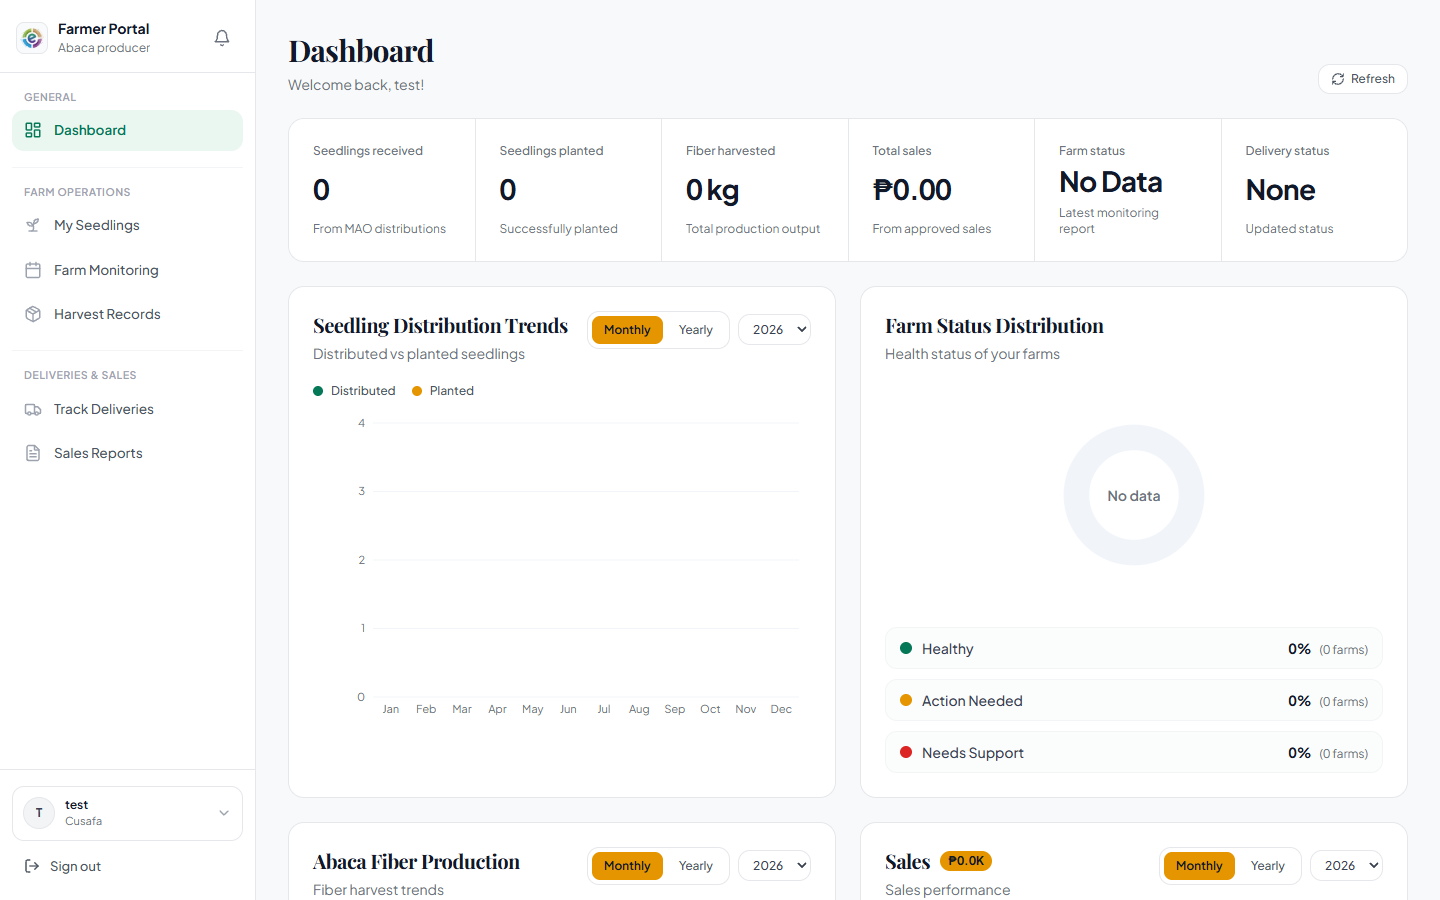 Farmer Portal
Abaca producer
GENERAL
Dashboard
FARM OPERATIONS
My Seedlings
Farm Monitoring
Harvest Records
DELIVERIES & SALES
Track Deliveries
Sales Reports
T
test
Cusafa
Sign out
Dashboard
Welcome back, test!
Refresh
Seedlings received
0
From MAO distributions
Seedlings planted
0
Successfully planted
Fiber harvested
0 kg
Total production output
Total sales
₱0.00
From approved sales
Farm status
No Data
Latest monitoring
report
Delivery status
None
Updated status
Seedling Distribution Trends
Distributed vs planted seedlings
Monthly Yearly 2026
Distributed Planted
4
3
2
1
0
Jan Feb Mar Apr May Jun Jul Aug Sep Oct Nov Dec
Farm Status Distribution
Health status of your farms
No data
Healthy 0% (0 farms)
Action Needed 0% (0 farms)
Needs Support 0% (0 farms)
Abaca Fiber Production
Fiber harvest trends
Monthly Yearly 2026
Sales ₱0.0K
Sales performance
Monthly Yearly 2026